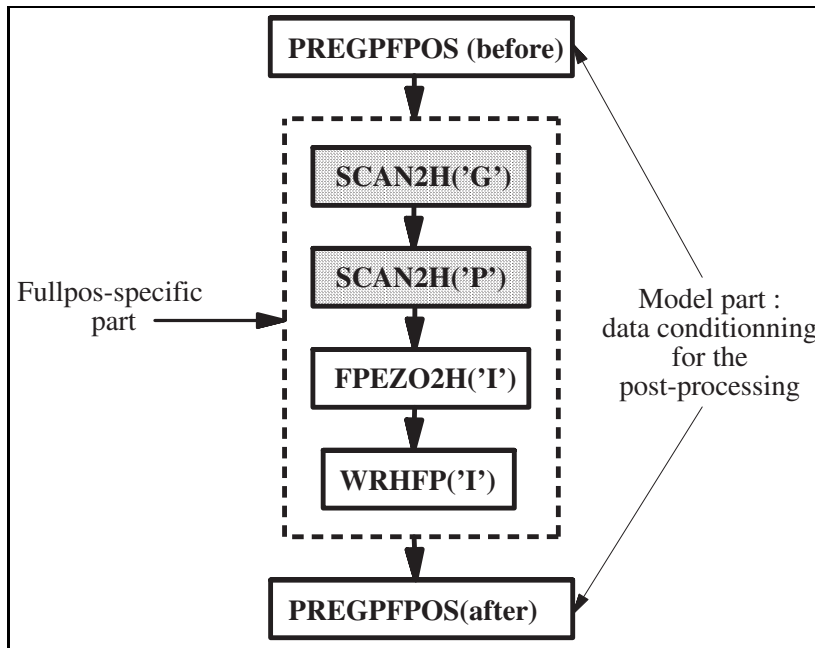 PREGPFPOS (before)
SCAN2H('G')
SCAN2H('P')
Fullpos-specific
part
FPEZO2H('I')
WRHFP('I')
Model part :
data conditionning
for the
post-processing
PREGPFPOS(after)